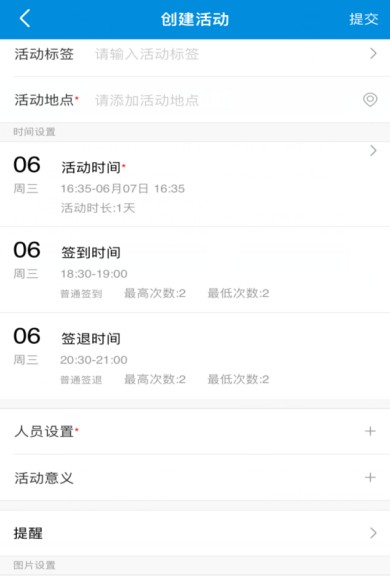 创建活动
提交
活动标签 请输入活动标签
活动地点* 请添加活动地点
时间设置
06 活动时间*
周三 16:35-06月07日 16:35
活动时长:1天
06 签到时间
周三 18:30-19:00
普通签到 最高次数:2 最低次数:2
06 签退时间
周三 20:30-21:00
普通签退 最高次数:2 最低次数:2
人员设置*
活动意义
提醒
图片设置